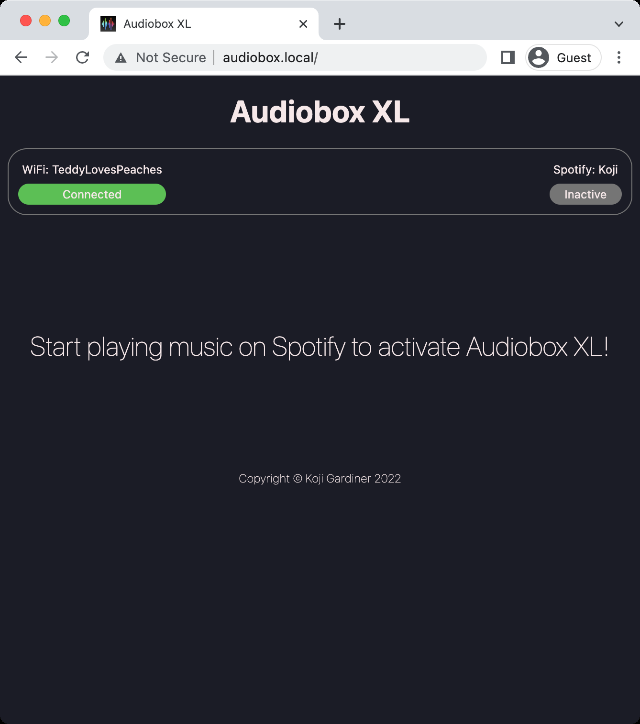 Audiobox XL
Not Secure | audiobox.local/
Guest
Audiobox XL
WiFi: TeddyLovesPeaches
Spotify: Koji
Connected
Inactive
Start playing music on Spotify to activate Audiobox XL!
Copyright © Koji Gardiner 2022